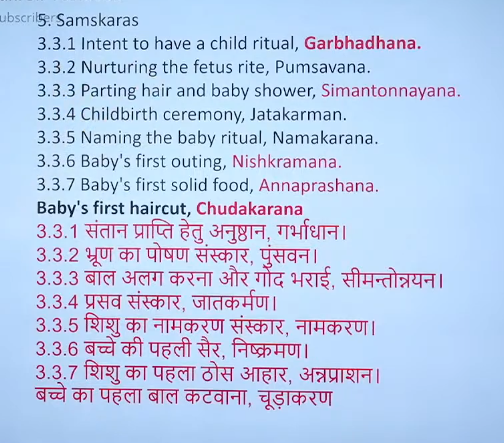 ubscribers
5. Samskaras
3.3.1 Intent to have a child ritual, Garbhadhana.
3.3.2 Nurturing the fetus rite, Pumsavana.
3.3.3 Parting hair and baby shower, Simantonnayana.
3.3.4 Childbirth ceremony, Jatakarman.
3.3.5 Naming the baby ritual, Namakarana.
3.3.6 Baby's first outing, Nishkramana.
3.3.7 Baby's first solid food, Annaprashana.
Baby's first haircut, Chudakarana
3.3.1 संतान प्राप्ति हेतु अनुष्ठान, गर्भाधान।
3.3.2 भ्रूण का पोषण संस्कार, पुंसवन।
3.3.3 बाल अलग करना और गोद भराई, सीमन्तोन्नयन।
3.3.4 प्रसव संस्कार, जातकर्मण।
3.3.5 शिशु का नामकरण संस्कार, नामकरण।
3.3.6 बच्चे की पहली सैर, निष्क्रमण।
3.3.7 शिशु का पहला ठोस आहार, अन्नप्राशन।
बच्चे का पहला बाल कटवाना, चूड़ाकरण